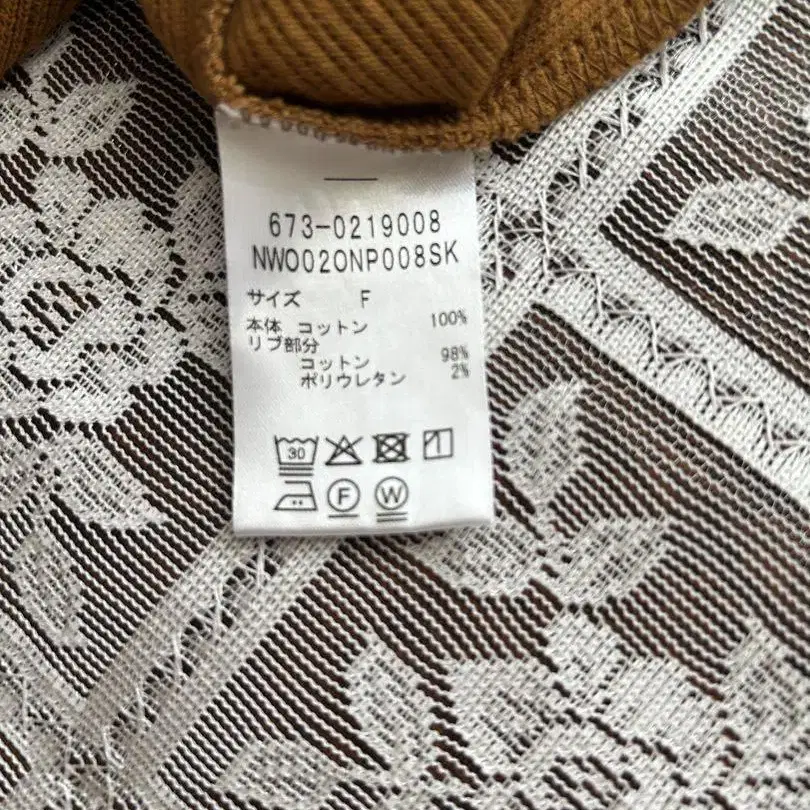 673-0219008
NWO02ONP008SK
サイズ F
本体 コットン 100%
リブ部分
コットン 98%
ポリウレタン 2%
30
F W